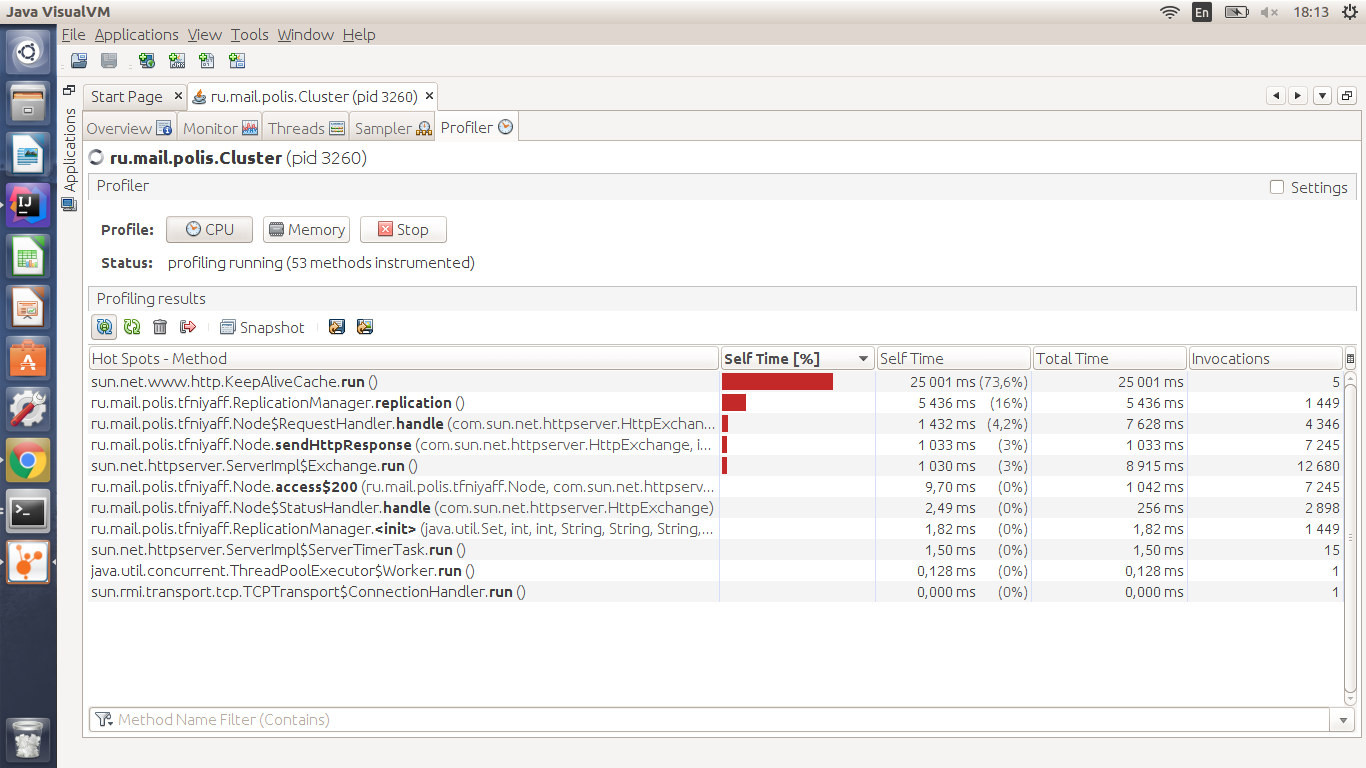 Java VisualVM En 18:13
File Applications View Tools Window Help
Start Page ru.mail.polis.Cluster (pid 3260)
Applications
Overview Monitor Threads Sampler Profiler
ru.mail.polis.Cluster (pid 3260)
Profiler Settings
Profile: CPU Memory Stop
Status: profiling running (53 methods instrumented)
Profiling results
Snapshot
Hot Spots - Method Self Time [%] Self Time Total Time Invocations
sun.net.www.http.KeepAliveCache.run () 25 001 ms (73,6%) 25 001 ms 5
ru.mail.polis.tfniyaff.ReplicationManager.replication () 5 436 ms (16%) 5 436 ms 1 449
ru.mail.polis.tfniyaff.Node$RequestHandler.handle (com.sun.net.httpserver.HttpExchan... 1 432 ms (4,2%) 7 628 ms 4 346
ru.mail.polis.tfniyaff.Node.sendHttpResponse (com.sun.net.httpserver.HttpExchange, i... 1 033 ms (3%) 1 033 ms 7 245
sun.net.httpserver.ServerImpl$Exchange.run () 1 030 ms (3%) 8 915 ms 12 680
ru.mail.polis.tfniyaff.Node.access$200 (ru.mail.polis.tfniyaff.Node, com.sun.net.httpserv... 9,70 ms (0%) 1 042 ms 7 245
ru.mail.polis.tfniyaff.Node$StatusHandler.handle (com.sun.net.httpserver.HttpExchange) 2,49 ms (0%) 256 ms 2 898
ru.mail.polis.tfniyaff.ReplicationManager.<init> (java.util.Set, int, int, String, String, String,... 1,82 ms (0%) 1,82 ms 1 449
sun.net.httpserver.ServerImpl$ServerTimerTask.run () 1,50 ms (0%) 1,50 ms 15
java.util.concurrent.ThreadPoolExecutor$Worker.run () 0,128 ms (0%) 0,128 ms 1
sun.rmi.transport.tcp.TCPTransport$ConnectionHandler.run () 0,000 ms (0%) 0,000 ms 1
Method Name Filter (Contains)